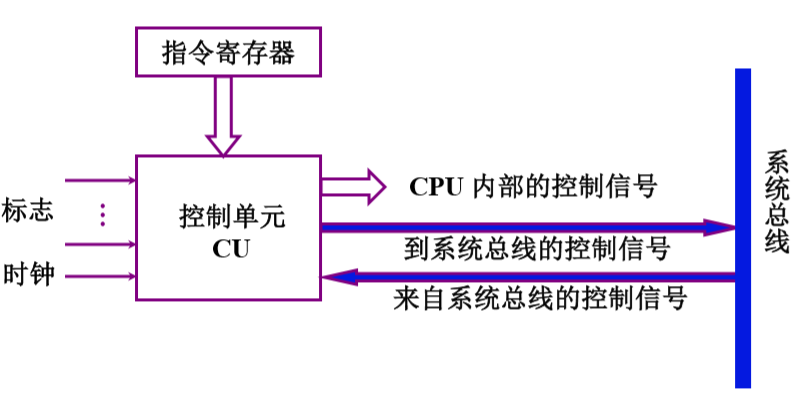 指令寄存器
标志
⋮
时钟
控制单元
CU
CPU 内部的控制信号
到系统总线的控制信号
来自系统总线的控制信号
系统总线